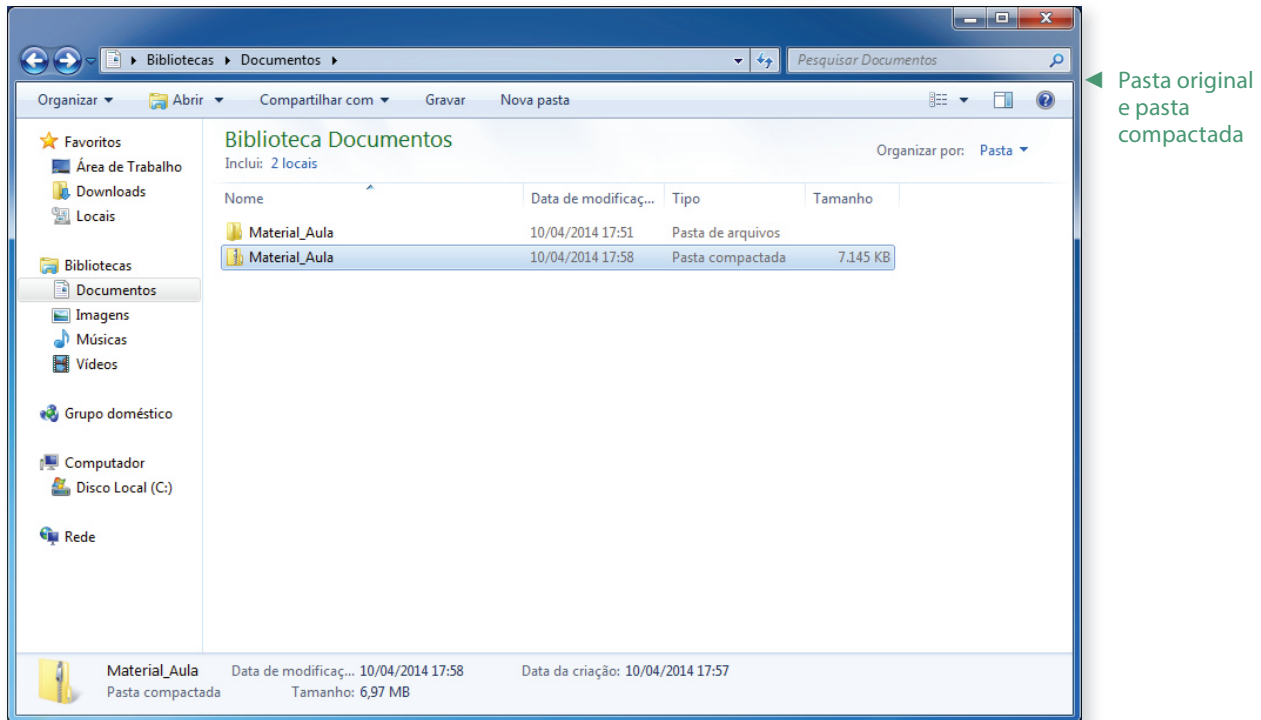 Bibliotecas Documentos
Pesquisar Documentos
Organizar Abrir Compartilhar com Gravar Nova pasta
Favoritos
Área de Trabalho
Downloads
Locais
Bibliotecas
Documentos
Imagens
Músicas
Vídeos
Grupo doméstico
Computador
Disco Local (C:)
Rede
Biblioteca Documentos
Inclui: 2 locais
Organizar por: Pasta
Nome Data de modificaç... Tipo Tamanho
Material_Aula 10/04/2014 17:51 Pasta de arquivos
Material_Aula 10/04/2014 17:58 Pasta compactada 7.145 KB
Material_Aula Data de modificaç... 10/04/2014 17:58 Data da criação: 10/04/2014 17:57
Pasta compactada Tamanho: 6,97 MB
Pasta original
e pasta
compactada